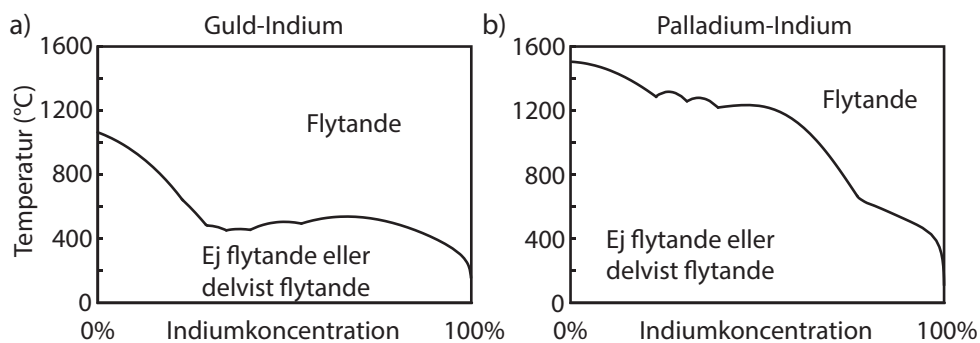 a) Guld-Indium
1600
1200
800
400
0
Temperatur (°C)
Flytande
Ej flytande eller
delvist flytande
0% Indiumkoncentration 100%
b) Palladium-Indium
1600
1200
800
400
0
Flytande
Ej flytande eller
delvist flytande
0% Indiumkoncentration 100%